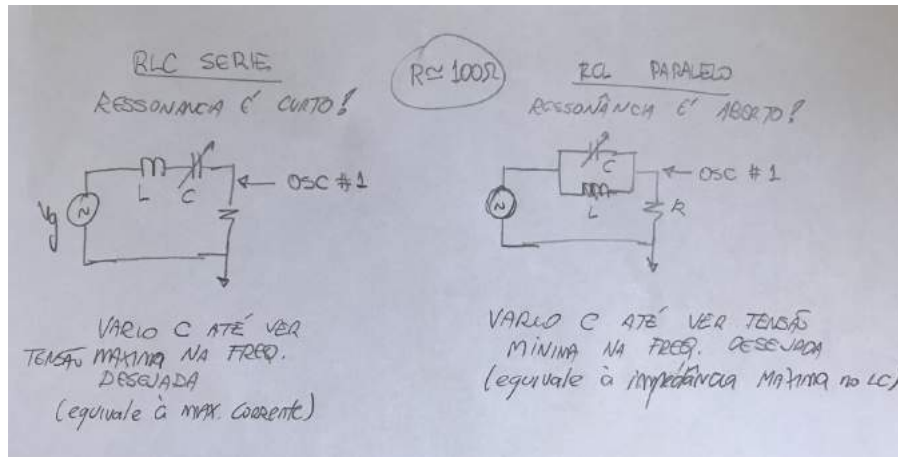 RLC SERIE
RESSONANCIA É CURTO!
L
C
OSC #1
Vg
~
VARIO C ATÉ VER
TENSÃO MAXIMA NA FREQ.
DESEJADA
(equivale à MAX. CORRENTE)
R≃100Ω
RCL PARALELO
RESSONÂNCIA É ABERTO!
C
L
OSC #1
R
~
VARIO C ATÉ VER TENSÃO
MÍNIMA NA FREQ. DESEJADA
(equivale à impedância MAXIMA no LC)